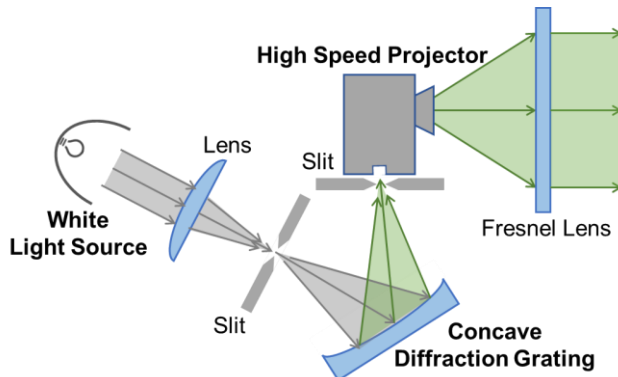 High Speed Projector
Lens
Slit
White
Light Source
Fresnel Lens
Slit
Concave
Diffraction Grating